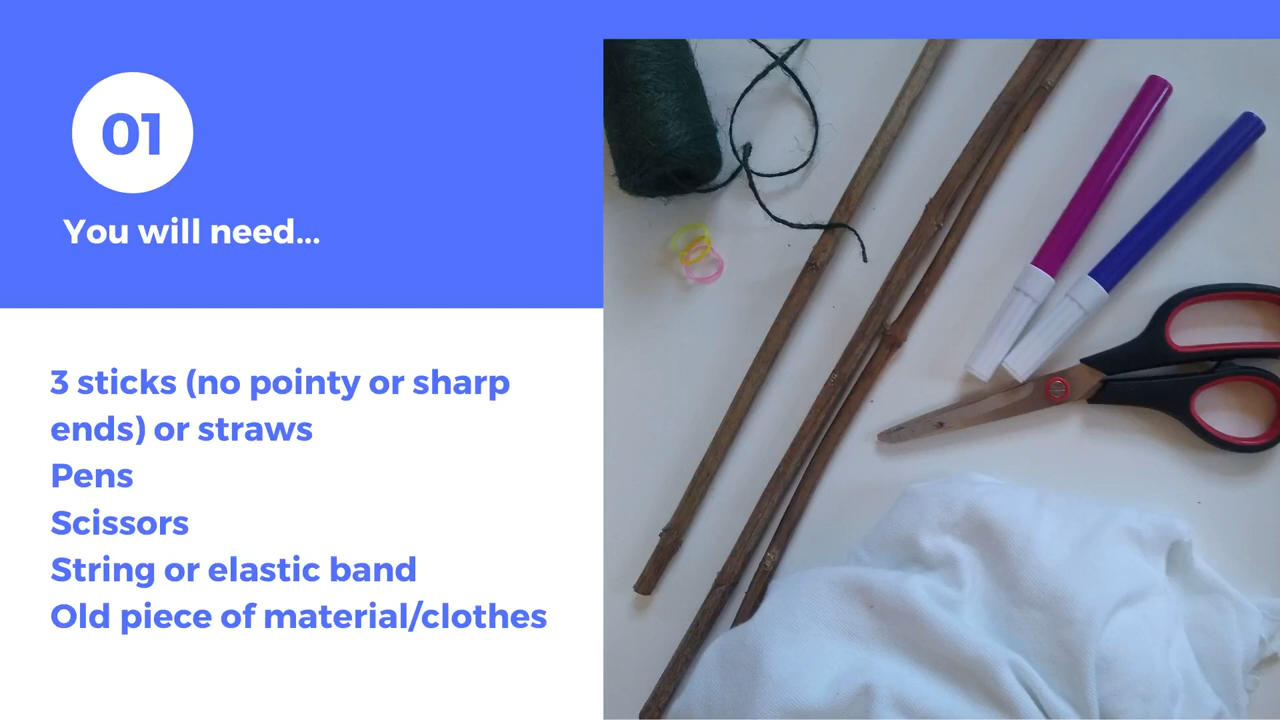 01
You will need...
3 sticks (no pointy or sharp
ends) or straws
Pens
Scissors
String or elastic band
Old piece of material/clothes